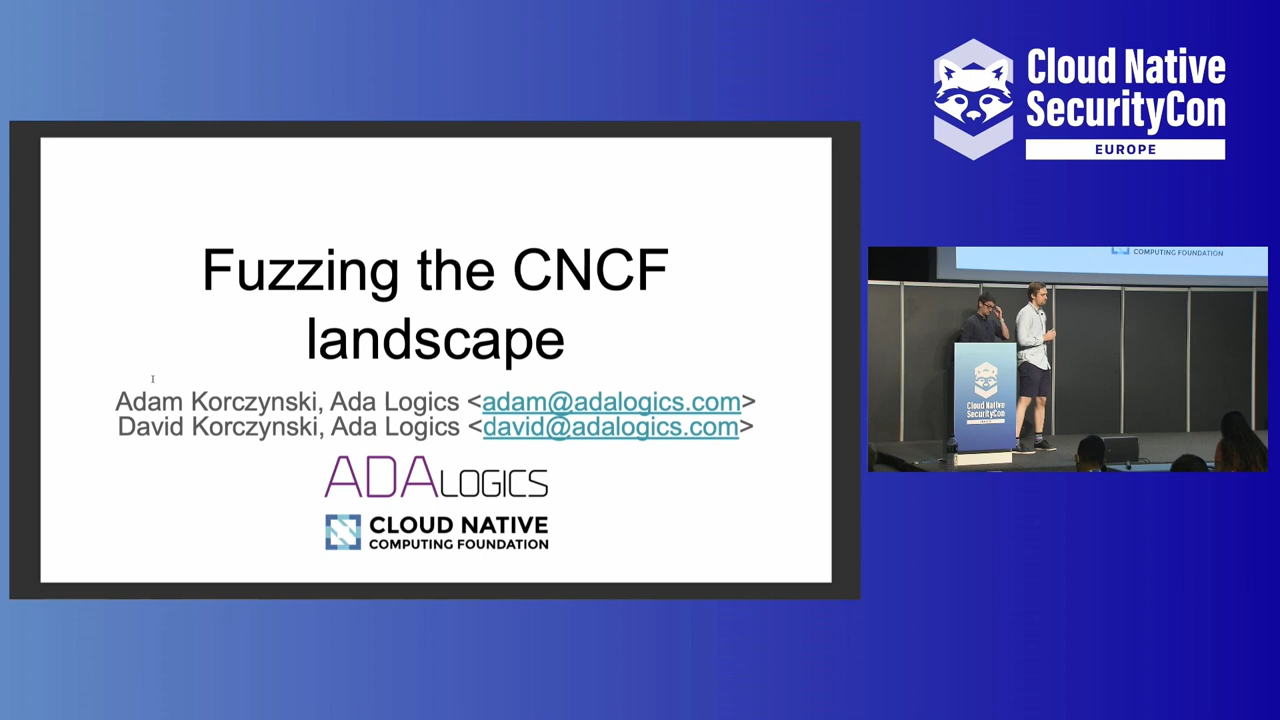 Cloud Native
SecurityCon
EUROPE
Fuzzing the CNCF
landscape
Adam Korczynski, Ada Logics <adam@adalogics.com>
David Korczynski, Ada Logics <david@adalogics.com>
ADALOGICS
CLOUD NATIVE
COMPUTING FOUNDATION
COMPUTING FOUNDATION
Cloud Native
SecurityCon